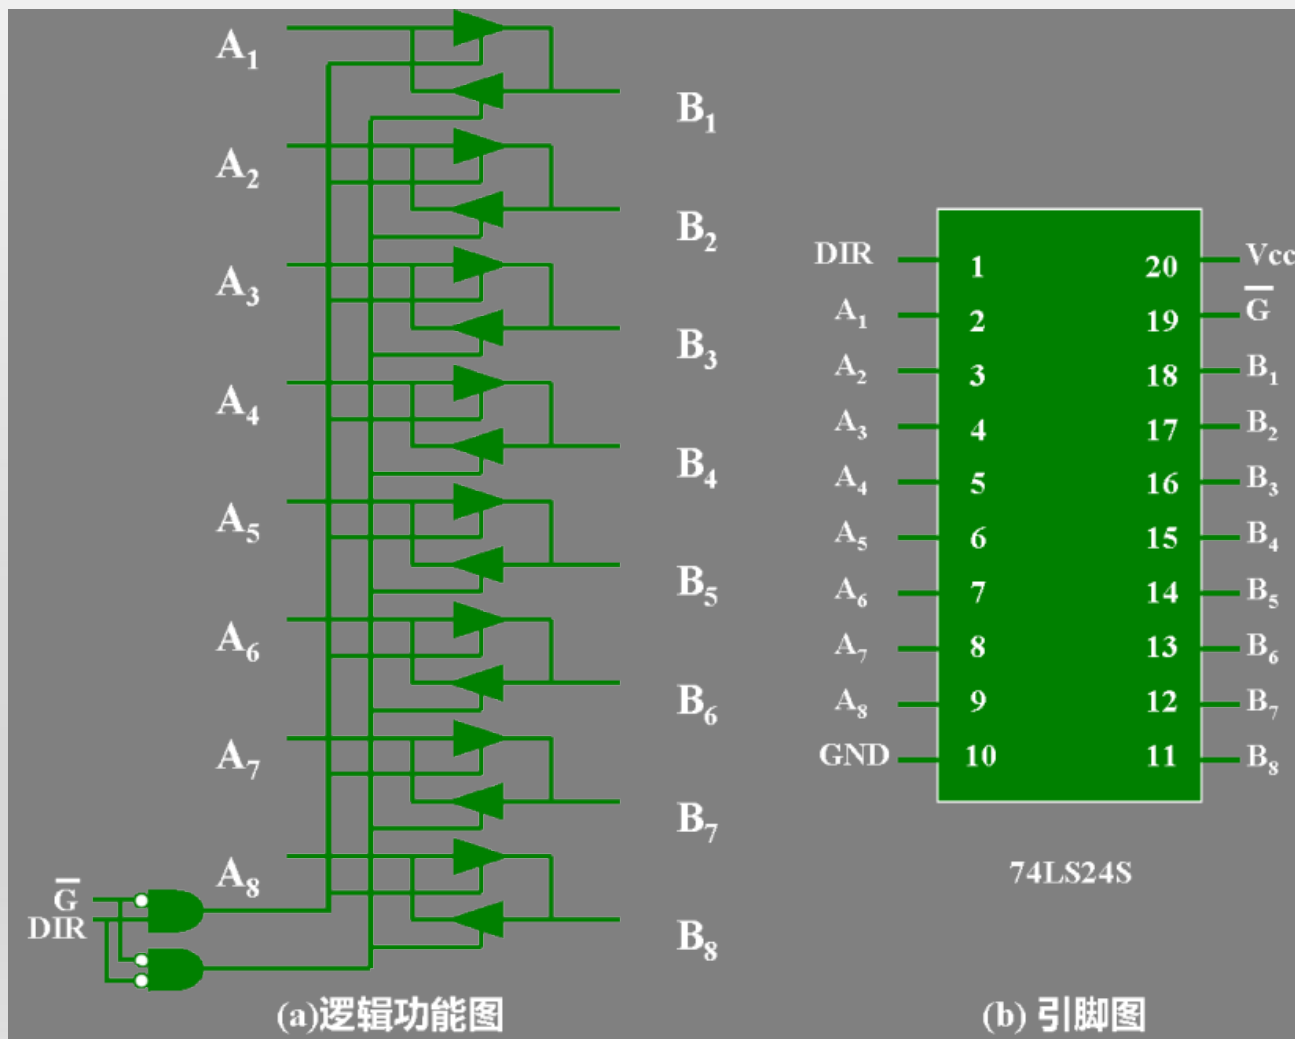 A1
B1
A2
B2
A3
B3
A4
B4
A5
B5
A6
B6
A7
B7
A8
B8
G̅
DIR
(a)逻辑功能图
DIR 1 20 Vcc
A1 2 19 G̅
A2 3 18 B1
A3 4 17 B2
A4 5 16 B3
A5 6 15 B4
A6 7 14 B5
A7 8 13 B6
A8 9 12 B7
GND 10 11 B8
74LS24S
(b) 引脚图